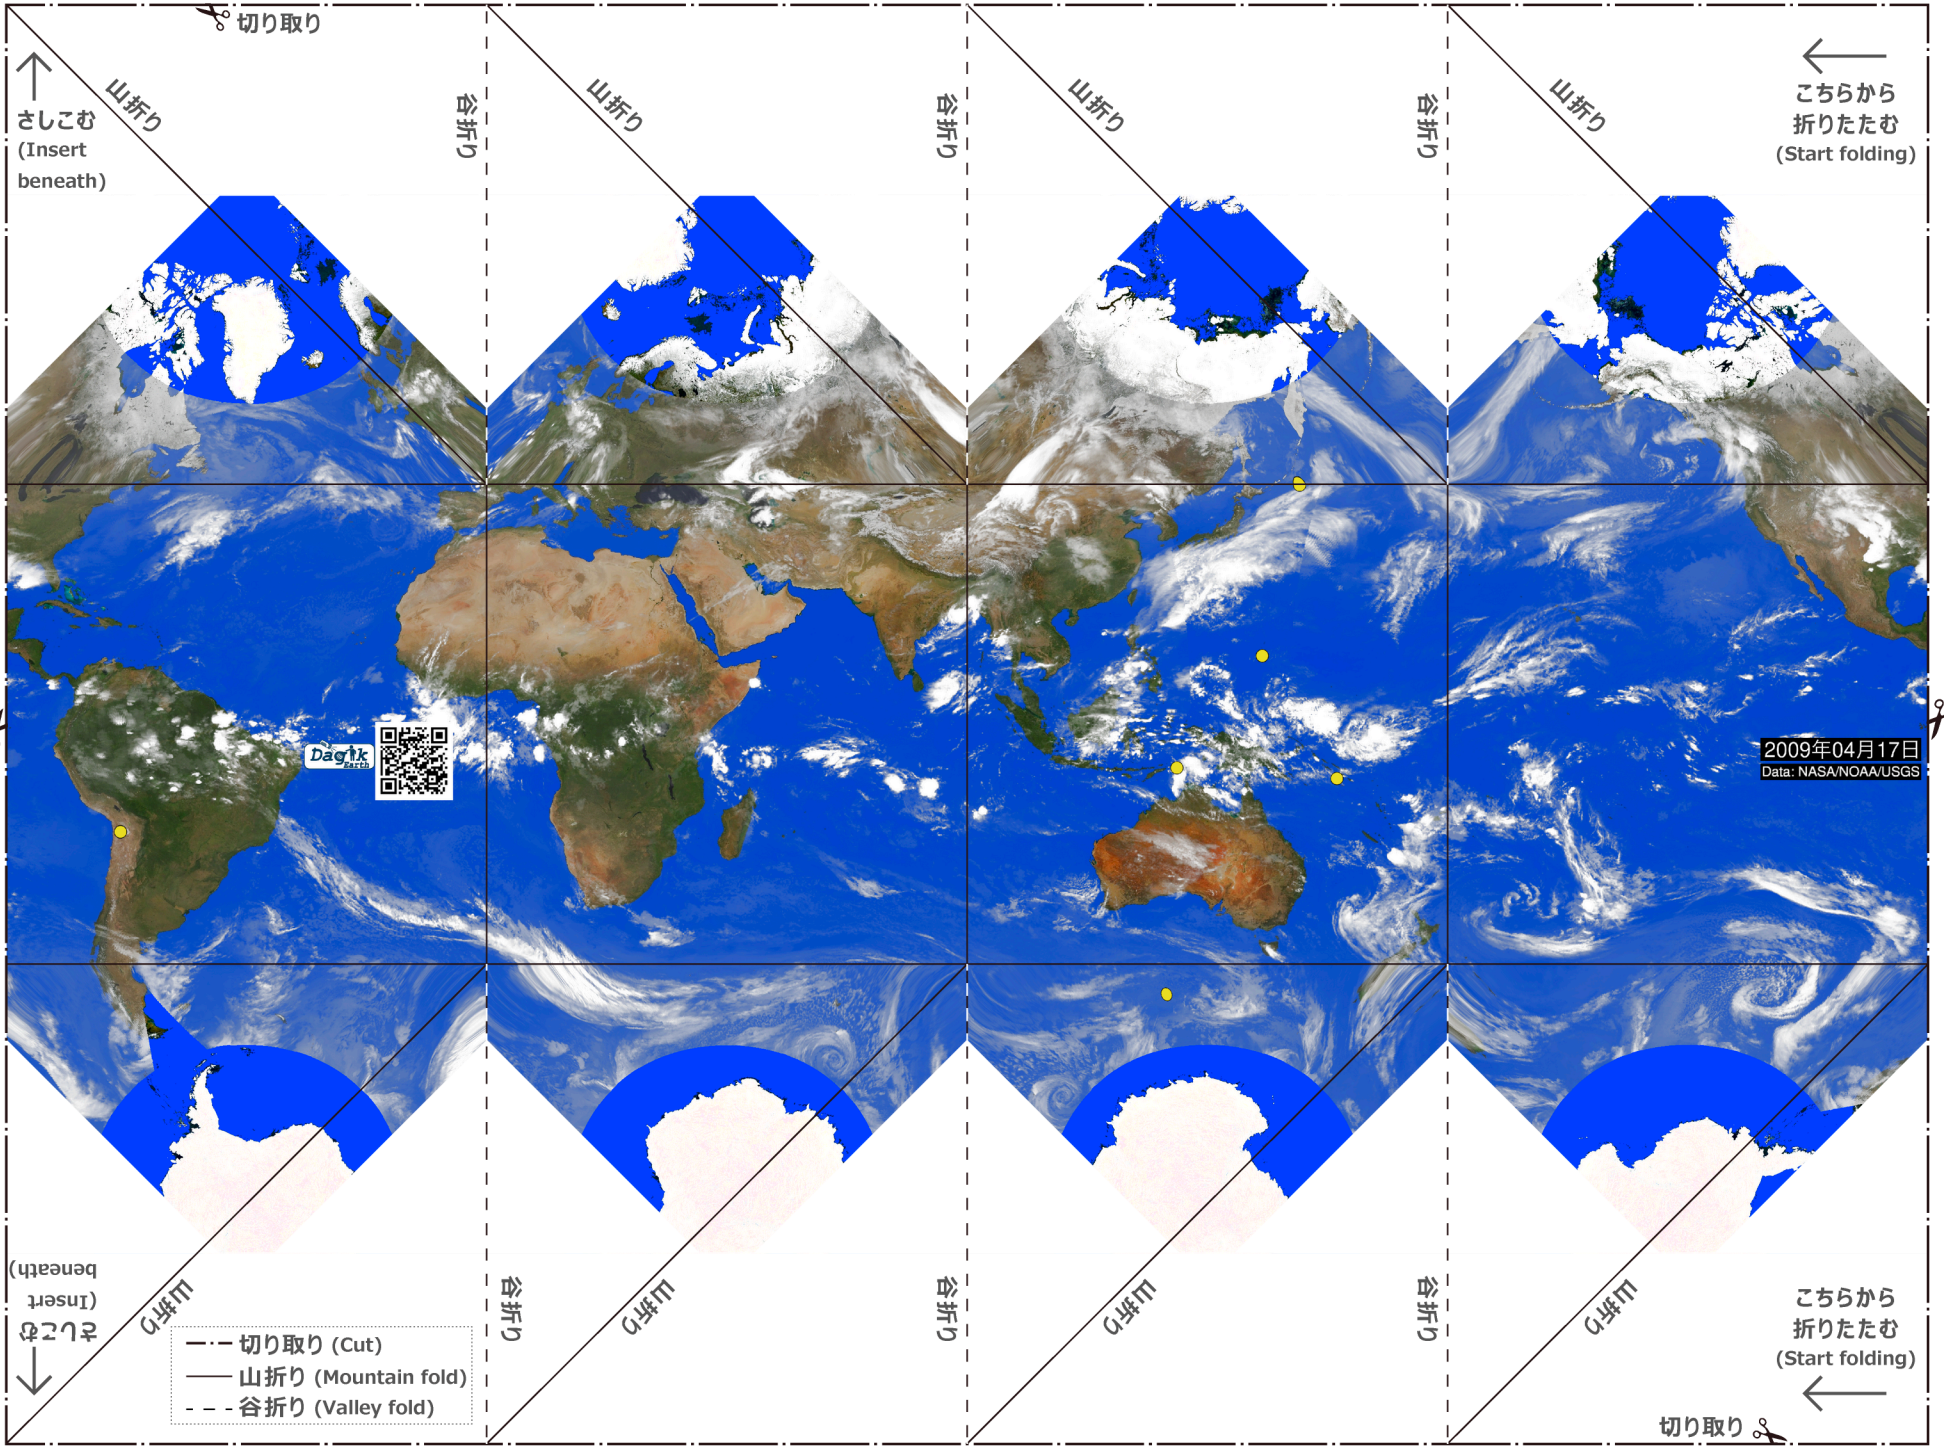 切り取り
山折り
谷折り
山折り
谷折り
山折り
谷折り
山折り
さしこむ
(Insert
beneath)
こちらから
折りたたむ
(Start folding)
Dagik
Earth
2009年04月17日
Data: NASA/NOAA/USGS
さしこむ
(Insert
beneath)
山折り
谷折り
山折り
谷折り
山折り
谷折り
山折り
切り取り (Cut)
山折り (Mountain fold)
谷折り (Valley fold)
こちらから
折りたたむ
(Start folding)
切り取り